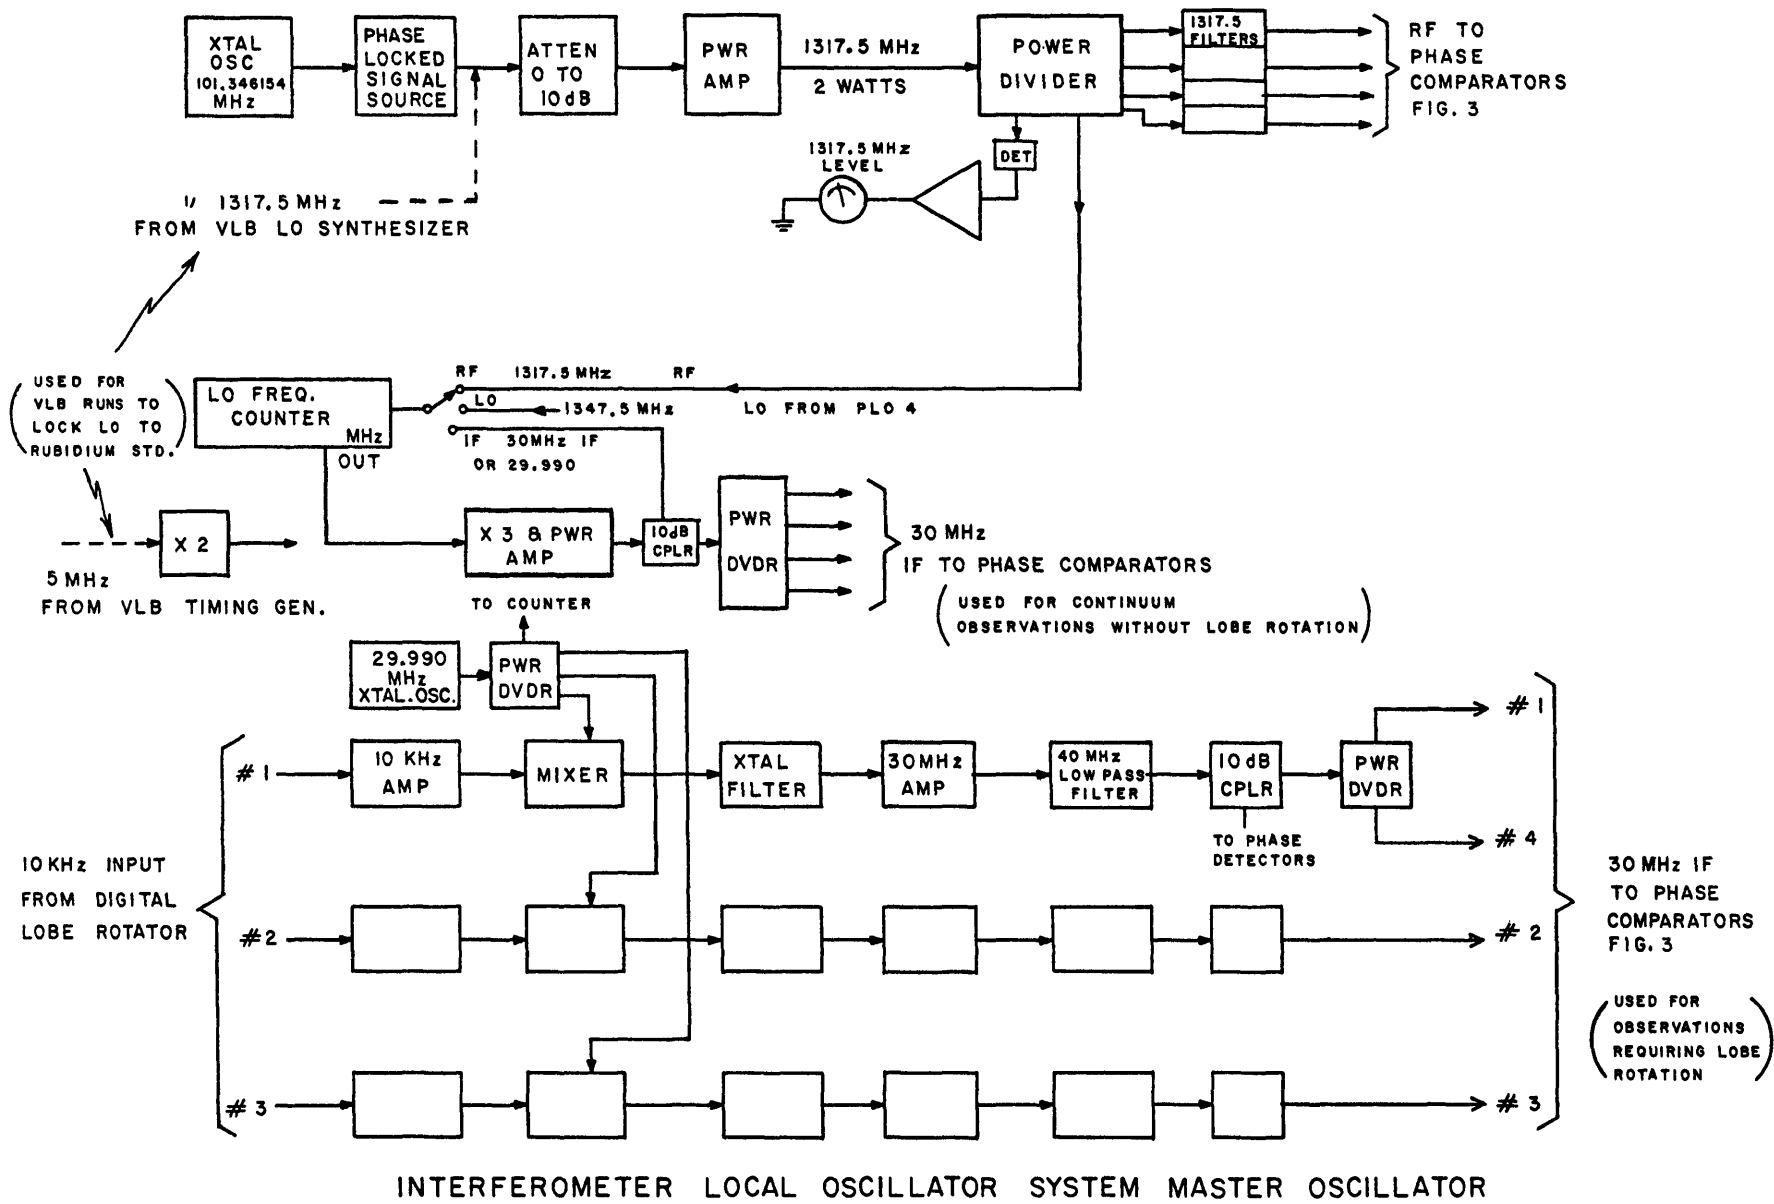 XTAL
OSC
101.346154
MHz
PHASE
LOCKED
SIGNAL
SOURCE
ATTEN
0 TO
10dB
PWR
AMP
1317.5 MHz
2 WATTS
POWER
DIVIDER
1317.5
FILTERS
RF TO
PHASE
COMPARATORS
FIG. 3
1317.5 MHz
LEVEL
DET
1317.5 MHz
FROM VLB LO SYNTHESIZER
USED FOR
VLB RUNS TO
LOCK LO TO
RUBIDIUM STD.
LO FREQ.
COUNTER
MHz
OUT
RF 1317.5 MHz RF
LO
1347.5 MHz
LO FROM PLO 4
IF 30MHz IF
OR 29.990
X 2
5 MHz
FROM VLB TIMING GEN.
X 3 & PWR
AMP
10dB
CPLR
PWR
DVDR
30 MHz
IF TO PHASE COMPARATORS
USED FOR CONTINUUM
OBSERVATIONS WITHOUT LOBE ROTATION
TO COUNTER
29.990
MHz
XTAL.OSC.
PWR
DVDR
10KHz INPUT
FROM DIGITAL
LOBE ROTATOR
#1
10 KHz
AMP
MIXER
XTAL
FILTER
30MHz
AMP
40 MHz
LOW PASS
FILTER
10 dB
CPLR
TO PHASE
DETECTORS
PWR
DVDR
#1
#4
#2
#2
#3
#3
30 MHz IF
TO PHASE
COMPARATORS
FIG. 3
USED FOR
OBSERVATIONS
REQUIRING LOBE
ROTATION
INTERFEROMETER LOCAL OSCILLATOR SYSTEM MASTER OSCILLATOR